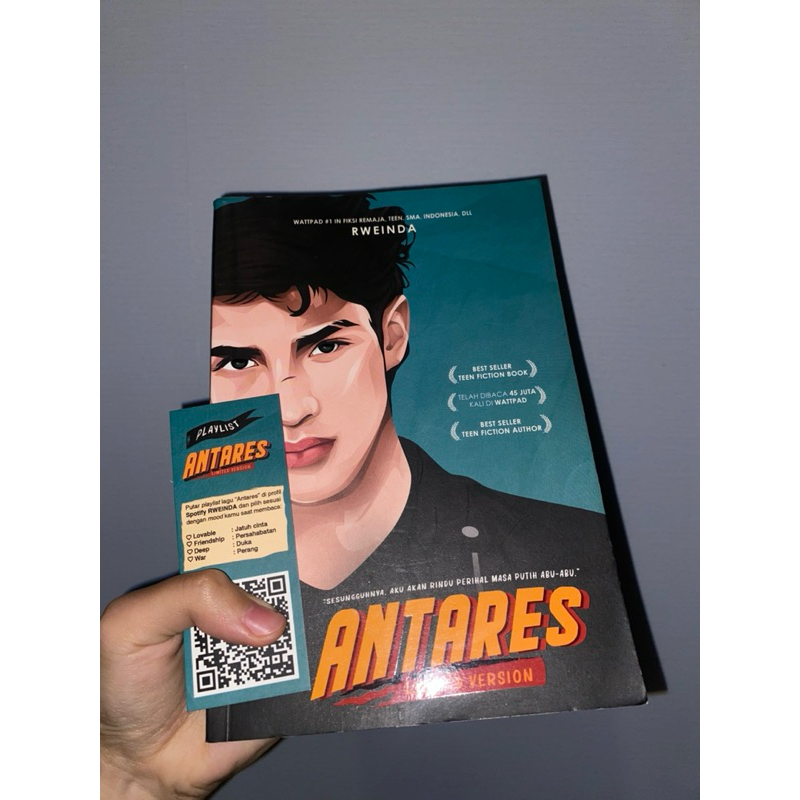 WATTPAD #1 IN FIKSI REMAJA, TEEN, SMA, INDONESIA, DLL
RWEINDA
BEST SELLER
TEEN FICTION BOOK
TELAH DIBACA 45 JUTA
KALI DI WATTPAD
BEST SELLER
TEEN FICTION AUTHOR
"SESUNGGUHNYA, AKU AKAN RINDU PERIHAL MASA PUTIH ABU-ABU."
ANTARES
VERSION
PLAYLIST
ANTARES
LIMITED VERSION
Putar playlist lagu "Antares" di profil
Spotify RWEINDA dan pilih sesuai
dengan mood kamu saat membaca:
Lovable : Jatuh cinta
Friendship : Persahabatan
Deep : Duka
War : Perang